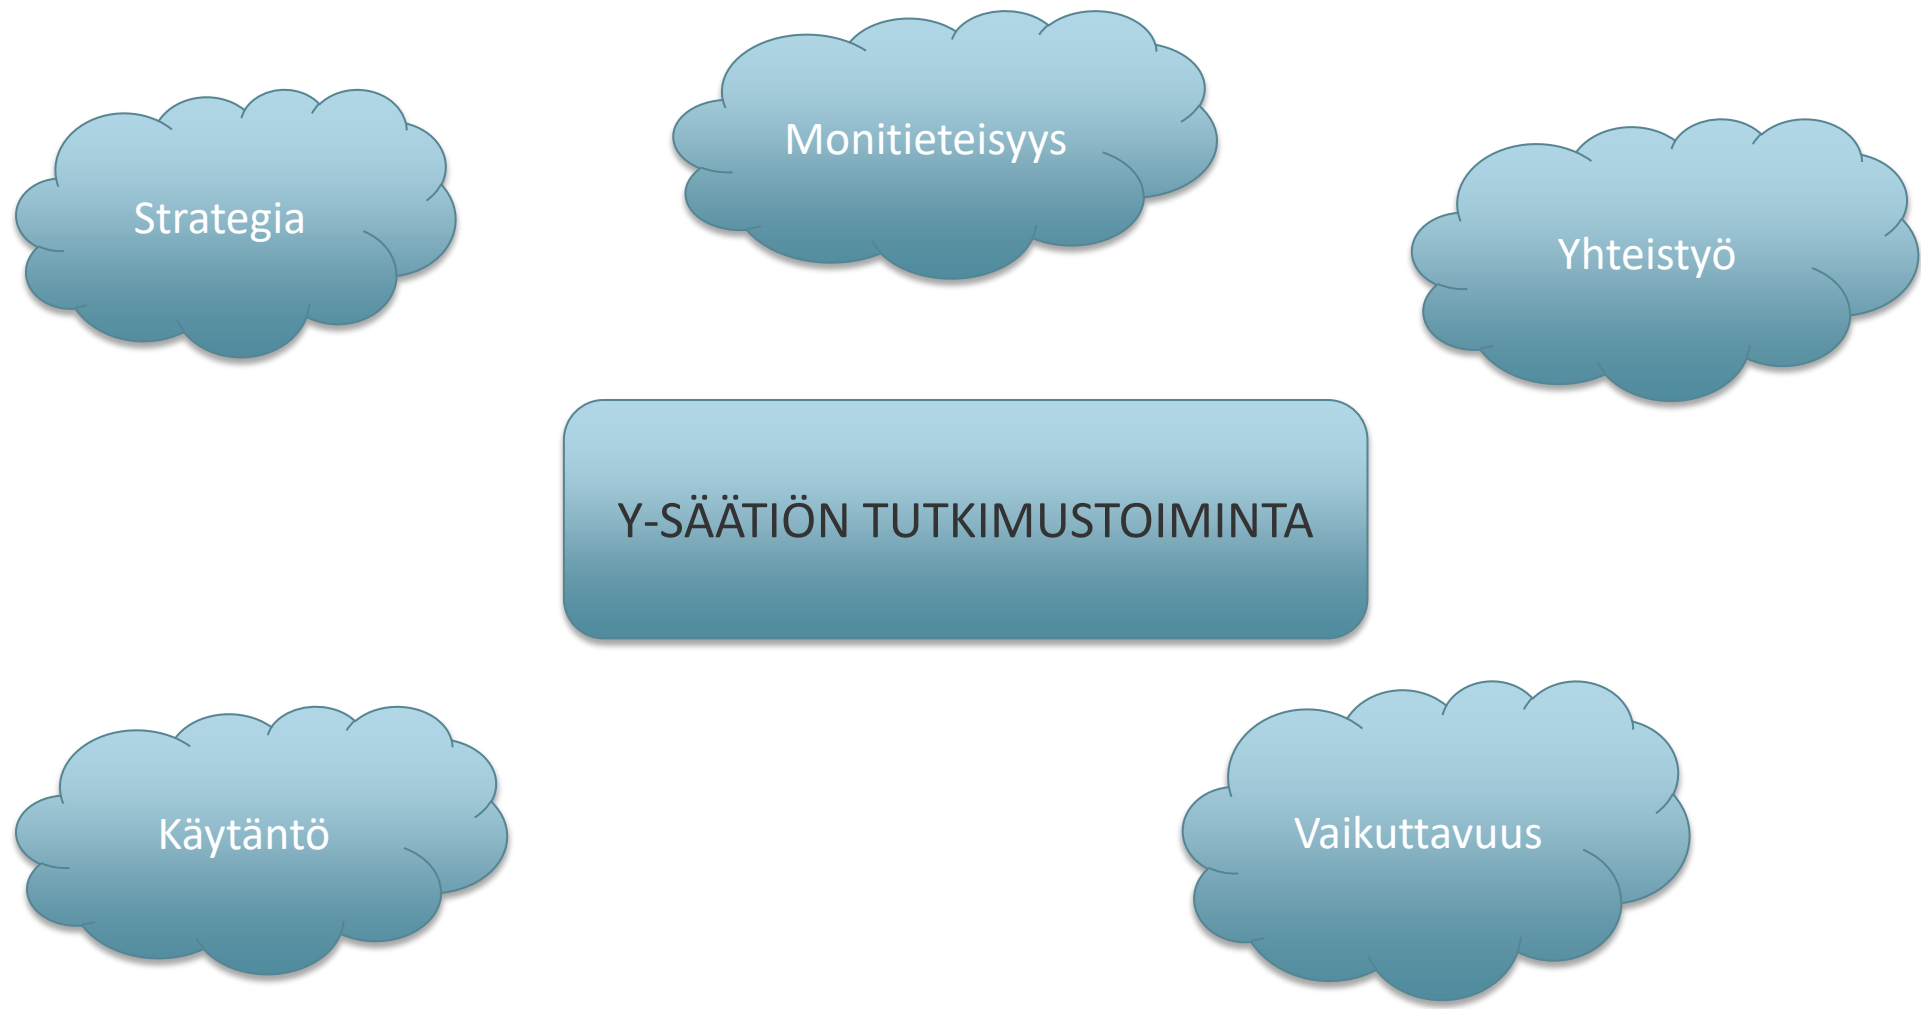 Monitieteisyys
Strategia
Yhteistyö
Y-SÄÄTIÖN TUTKIMUSTOIMINTA
Käytäntö
Vaikuttavuus